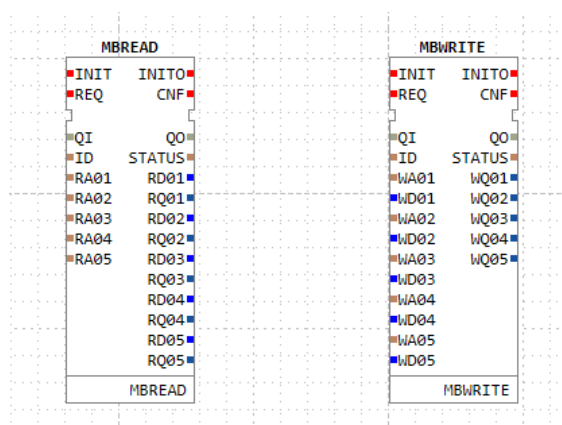 MBREAD
INIT INITO
REQ CNF
QI QO
ID STATUS
RA01 RD01
RA02 RQ01
RA03 RD02
RA04 RQ02
RA05 RD03
RQ03
RD04
RQ04
RD05
RQ05
MBREAD
MBWRITE
INIT INITO
REQ CNF
QI QO
ID STATUS
WA01 WQ01
WD01 WQ02
WA02 WQ03
WD02 WQ04
WA03 WQ05
WD03
WA04
WD04
WA05
WD05
MBWRITE